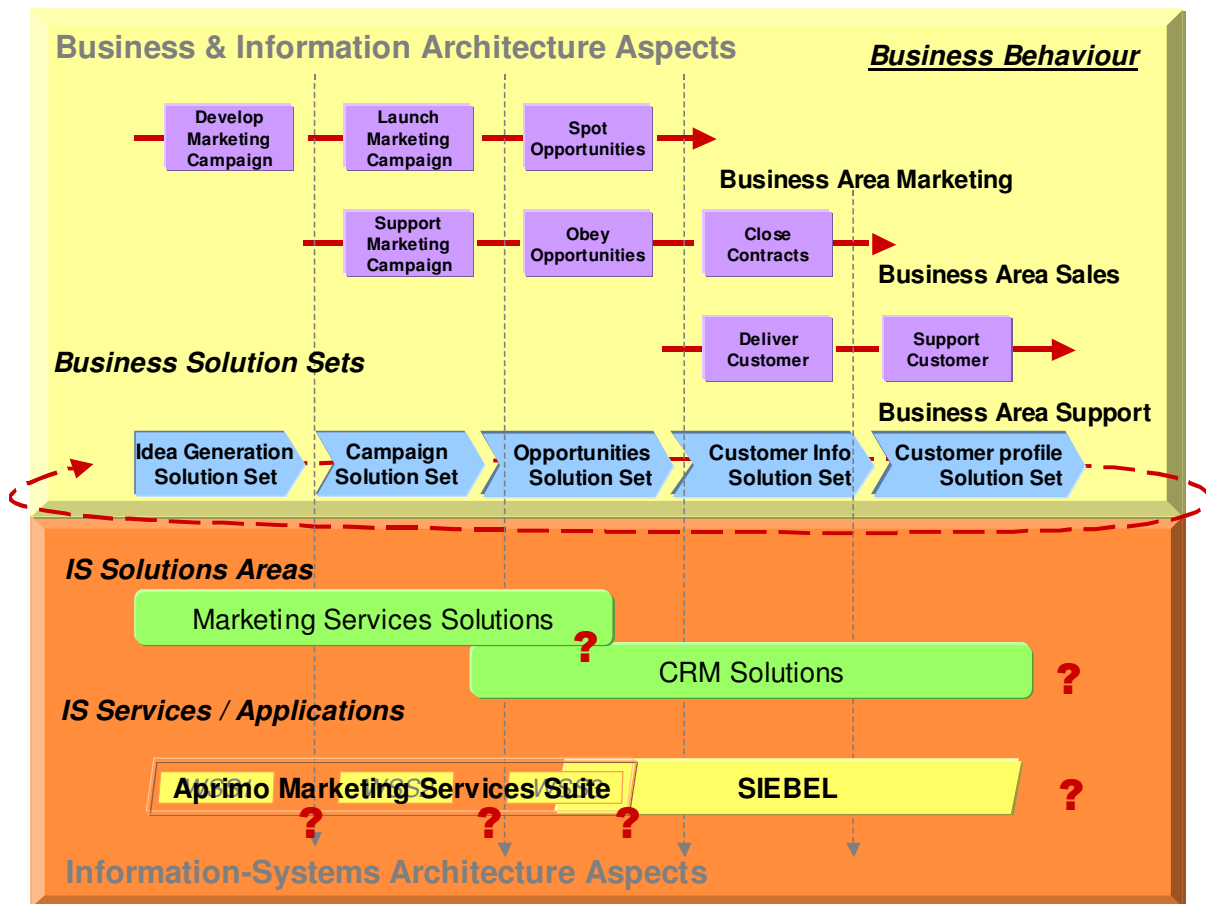 Business & Information Architecture Aspects
Business Behaviour
Develop
Marketing
Campaign
Launch
Marketing
Campaign
Spot
Opportunities
Business Area Marketing
Support
Marketing
Campaign
Obey
Opportunities
Close
Contracts
Business Area Sales
Deliver
Customer
Support
Customer
Business Solution Sets
Business Area Support
Idea Generation
Solution Set
Campaign
Solution Set
Opportunities
Solution Set
Customer Info
Solution Set
Customer profile
Solution Set
IS Solutions Areas
Marketing Services Solutions
?
CRM Solutions
?
IS Services / Applications
Aprimo Marketing Services Suite
SIEBEL
?
?
?
?
Information-Systems Architecture Aspects